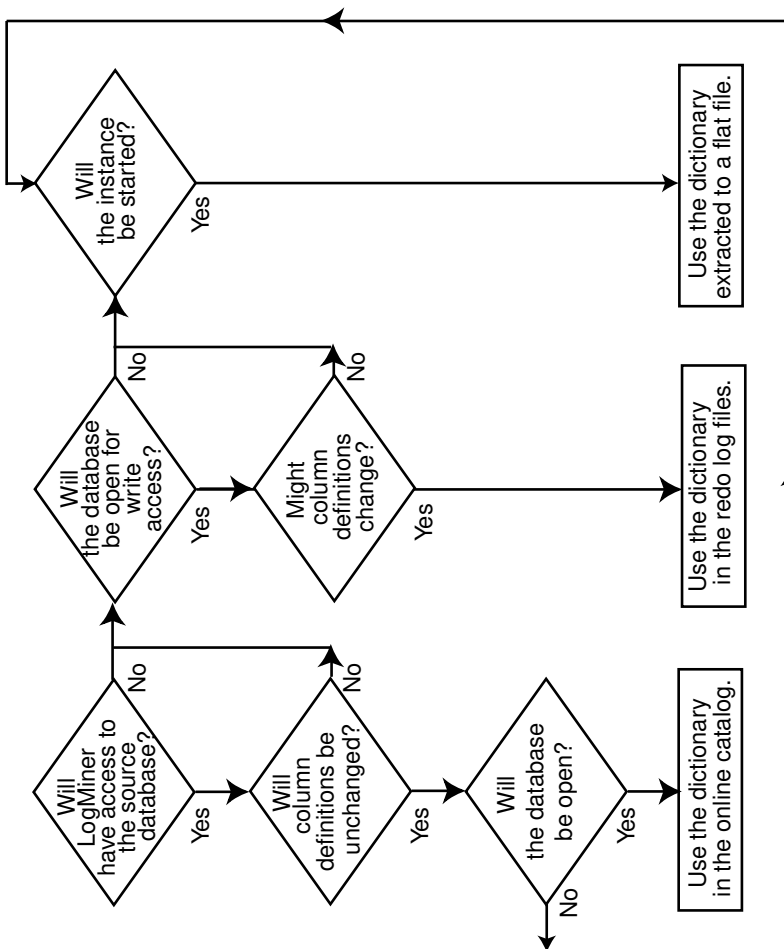 Will
LogMiner
have access to
the source
database?
No
Yes
Will
column
definitions be
unchanged?
No
Yes
Will
the database
be open?
No
Yes
Use the dictionary
in the online catalog.
Will
the database
be open for
write
access?
No
Yes
Might
column
definitions
change?
No
Yes
Use the dictionary
in the redo log files.
Will
the instance
be started?
Yes
Use the dictionary
extracted to a flat file.